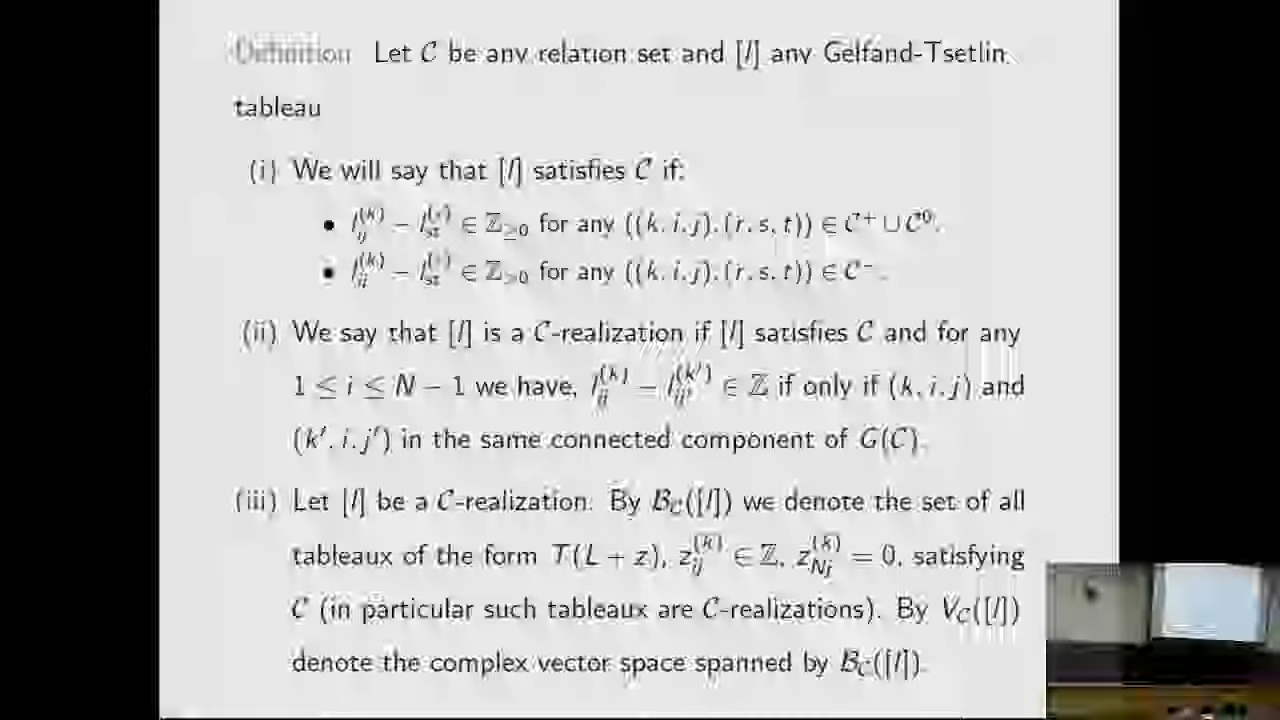 Definition Let 𝒞 be any relation set and [l] any Gelfand-Tsetlin
tableau
(i) We will say that [l] satisfies 𝒞 if:
• l_{ij}^{(k)} − l_{st}^{(r)} ∈ ℤ_{≥0} for any ((k, i, j), (r, s, t)) ∈ 𝒞⁺ ∪ 𝒞⁰.
• l_{ij}^{(k)} − l_{st}^{(r)} ∈ ℤ_{>0} for any ((k, i, j), (r, s, t)) ∈ 𝒞⁻.
(ii) We say that [l] is a 𝒞-realization if [l] satisfies 𝒞 and for any
1 ≤ i ≤ N − 1 we have, l_{ij}^{(k)} − l_{ij'}^{(k')} ∈ ℤ if only if (k, i, j) and
(k', i, j') in the same connected component of G(𝒞).
(iii) Let [l] be a 𝒞-realization. By ℬ_𝒞([l]) we denote the set of all
tableaux of the form T(L + z), z_{ij}^{(k)} ∈ ℤ, z_{Nj}^{(k)} = 0, satisfying
𝒞 (in particular such tableaux are 𝒞-realizations). By V_𝒞([l])
denote the complex vector space spanned by ℬ_𝒞([l]).